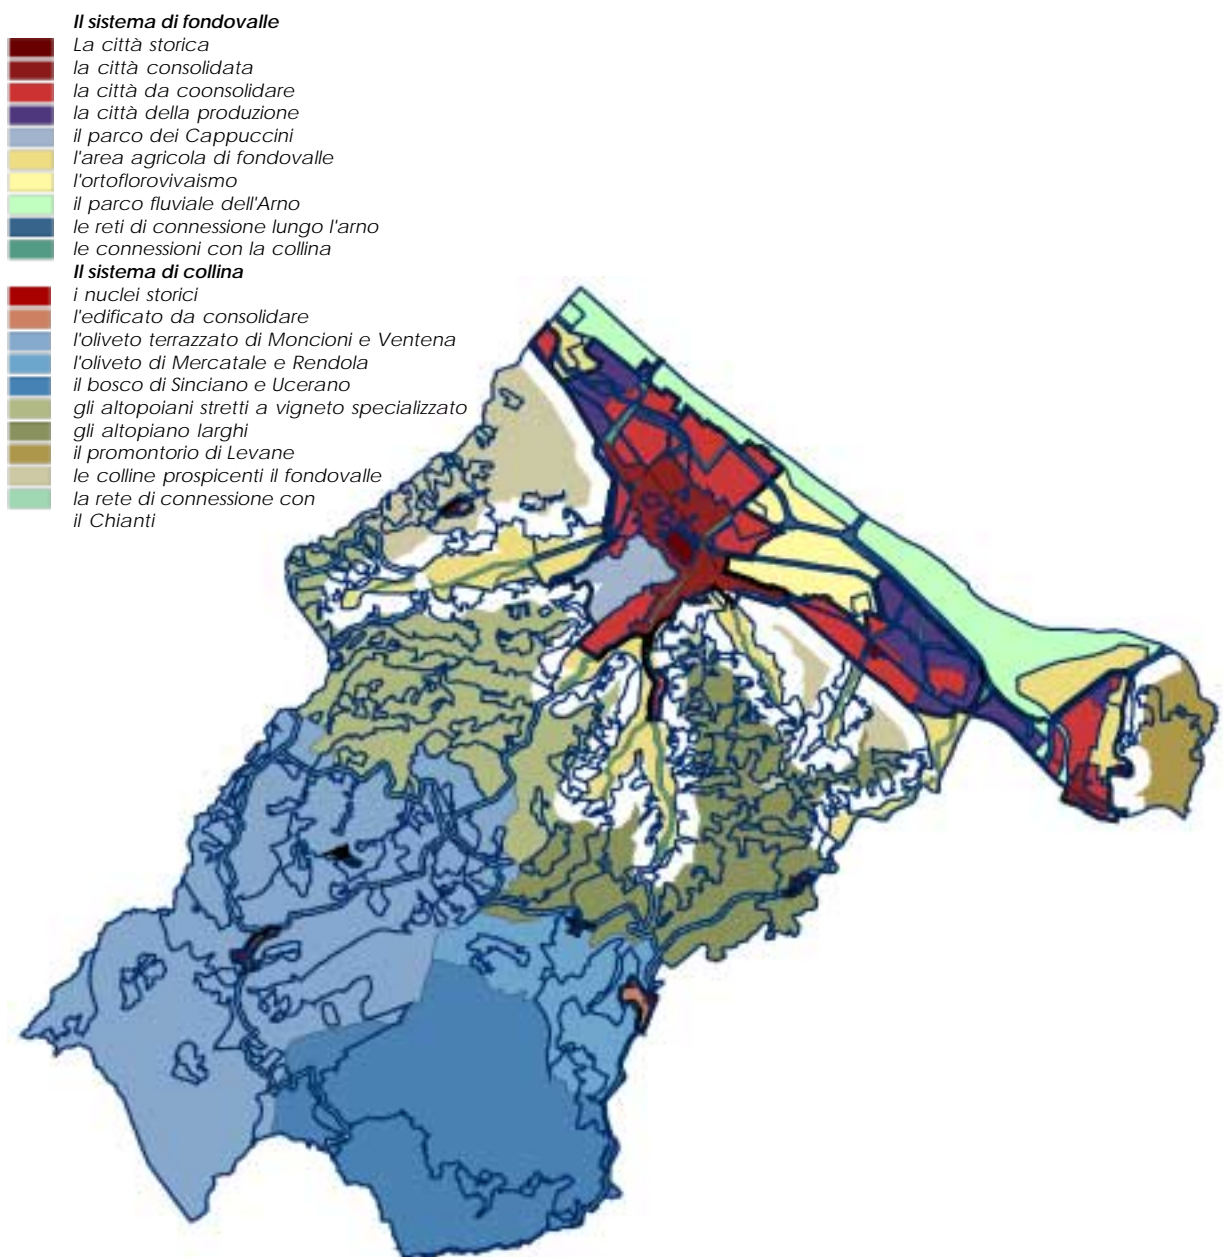 Il sistema di fondovalle
La città storica
la città consolidata
la città da coonsolidare
la città della produzione
il parco dei Cappuccini
l'area agricola di fondovalle
l'ortoflorovivaismo
il parco fluviale dell'Arno
le reti di connessione lungo l'arno
le connessioni con la collina
Il sistema di collina
i nuclei storici
l'edificato da consolidare
l'oliveto terrazzato di Moncioni e Ventena
l'oliveto di Mercatale e Rendola
il bosco di Sinciano e Ucerano
gli altopoiani stretti a vigneto specializzato
gli altopiano larghi
il promontorio di Levane
le colline prospicenti il fondovalle
la rete di connessione con
il Chianti